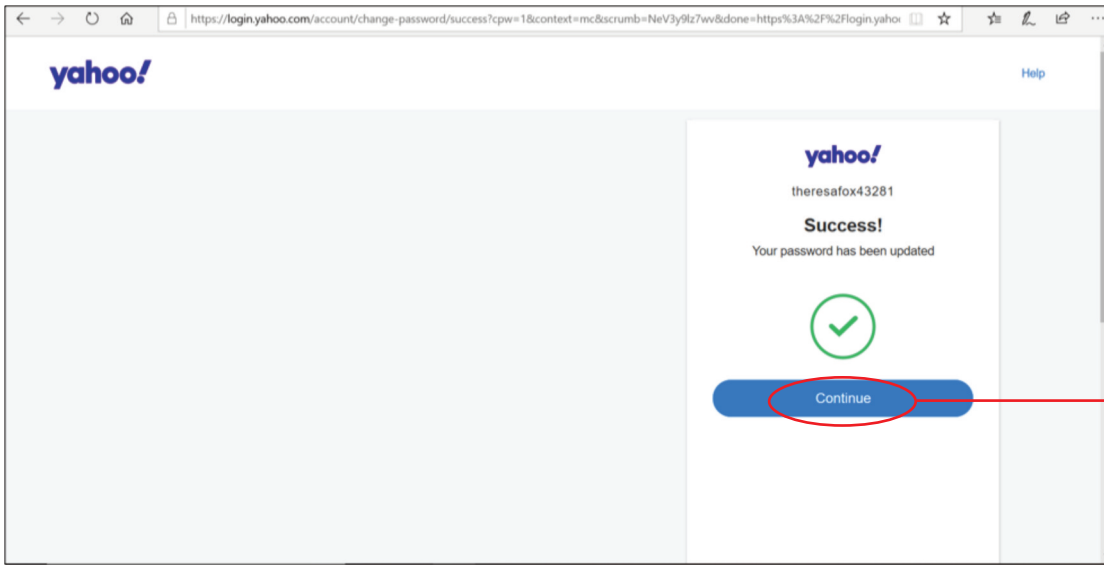 https://login.yahoo.com/account/change-password/success?cpw=1&context=mc&scrumb=NeV3y9lz7wv&done=https%3A%2F%2Flogin.yaho
yahoo!
Help
yahoo!
theresafox43281
Success!
Your password has been updated
Continue